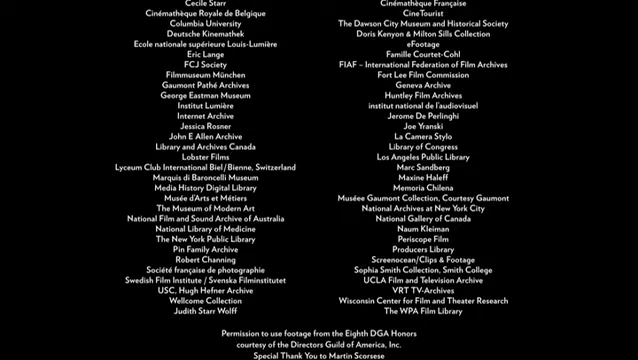 Cecile Starr
Cinémathèque Royale de Belgique
Columbia University
Deutsche Kinemathek
Ecole nationale supérieure Louis-Lumière
Eric Lange
FCJ Society
Filmmuseum München
Gaumont Pathé Archives
George Eastman Museum
Institut Lumière
Internet Archive
Jessica Rosner
John E Allen Archive
Library and Archives Canada
Lobster Films
Lyceum Club International Biel/Bienne, Switzerland
Marquis di Baroncelli Museum
Media History Digital Library
Musée d'Arts et Métiers
The Museum of Modern Art
National Film and Sound Archive of Australia
National Library of Medicine
The New York Public Library
Pin Family Archive
Robert Channing
Société française de photographie
Swedish Film Institute / Svenska Filminstitutet
USC, Hugh Hefner Archive
Wellcome Collection
Judith Starr Wolff
Cinémathèque Française
CineTourist
The Dawson City Museum and Historical Society
Doris Kenyon & Milton Sills Collection
eFootage
Famille Courtet-Cohl
FIAF – International Federation of Film Archives
Fort Lee Film Commission
Geneva Archive
Huntley Film Archives
institut national de l'audiovisuel
Jerome De Perlinghi
Joe Yranski
La Camera Stylo
Library of Congress
Los Angeles Public Library
Marc Sandberg
Maxine Haleff
Memoria Chilena
Muséee Gaumont Collection, Courtesy Gaumont
National Archives at New York City
National Gallery of Canada
Naum Kleiman
Periscope Film
Producers Library
Screenocean/Clips & Footage
Sophia Smith Collection, Smith College
UCLA Film and Television Archive
VRT TV-Archives
Wisconsin Center for Film and Theater Research
The WPA Film Library
Permission to use footage from the Eighth DGA Honors
courtesy of the Directors Guild of America, Inc.
Special Thank You to Martin Scorsese